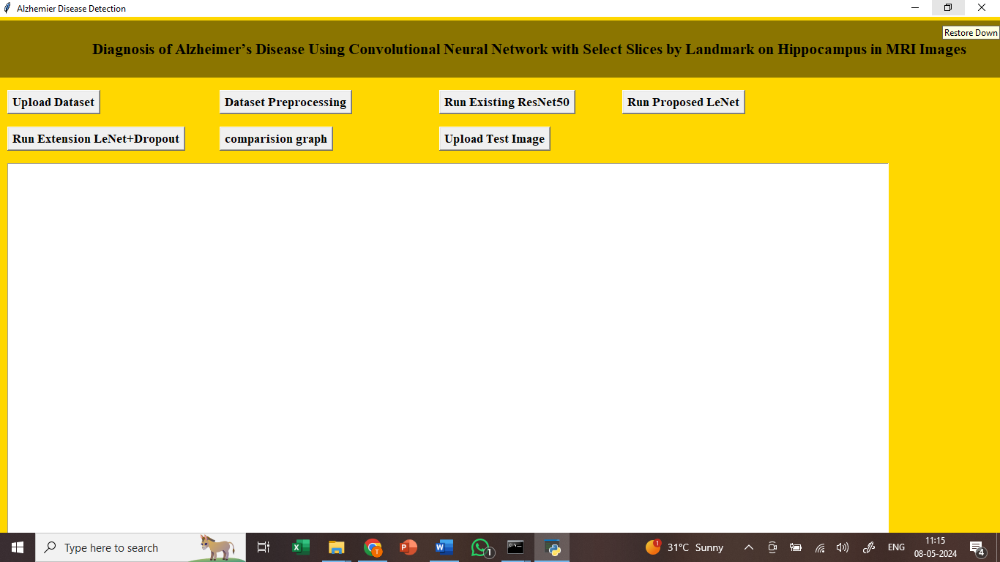 Alzhemier Disease Detection
Restore Down
Diagnosis of Alzheimer’s Disease Using Convolutional Neural Network with Select Slices by Landmark on Hippocampus in MRI Images
Upload Dataset
Dataset Preprocessing
Run Existing ResNet50
Run Proposed LeNet
Run Extension LeNet+Dropout
comparision graph
Upload Test Image
Type here to search
1
1
31°C Sunny
ENG
11:15
08-05-2024
4